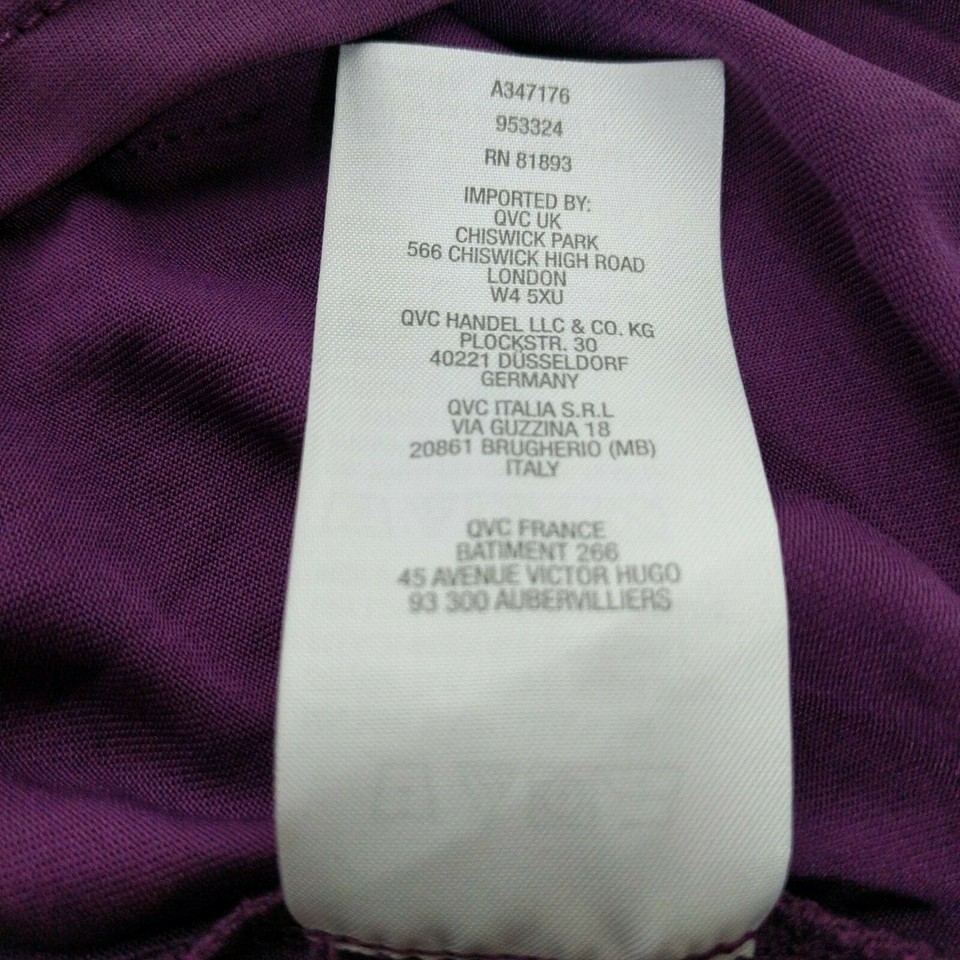 A347176
953324
RN 81893
IMPORTED BY:
QVC UK
CHISWICK PARK
566 CHISWICK HIGH ROAD
LONDON
W4 5XU
QVC HANDEL LLC & CO. KG
PLOCKSTR. 30
40221 DÜSSELDORF
GERMANY
QVC ITALIA S.R.L
VIA GUZZINA 18
20861 BRUGHERIO (MB)
ITALY
QVC FRANCE
BATIMENT 266
45 AVENUE VICTOR HUGO
93 300 AUBERVILLIERS